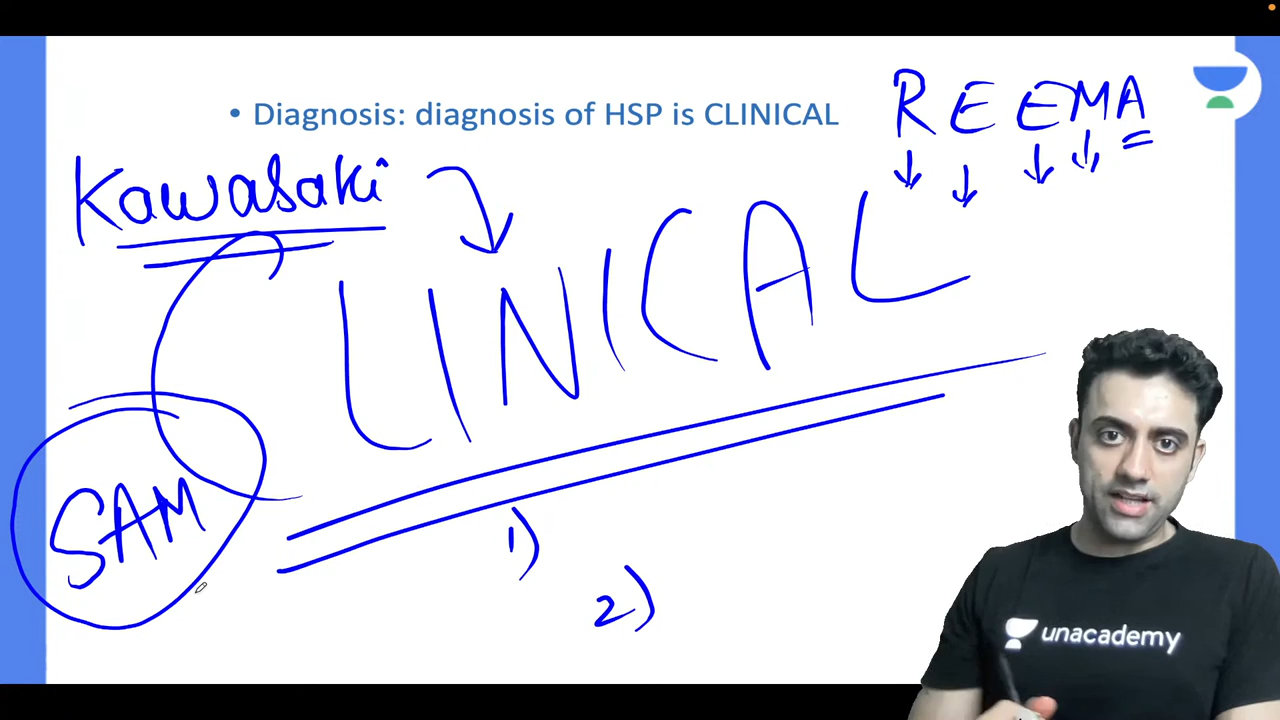 • Diagnosis: diagnosis of HSP is CLINICAL
REEMA
Kawasaki
CLINICAL
SAM
1)
2)
unacademy